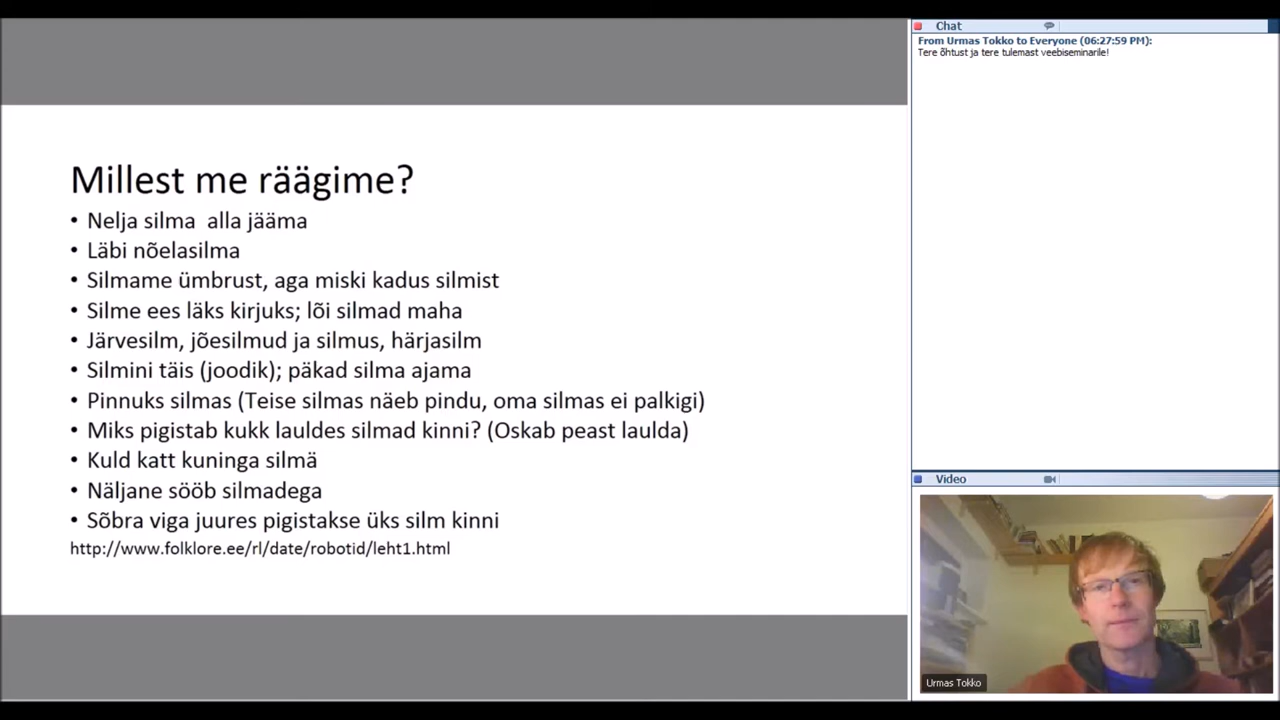 Millest me räägime?
• Nelja silma alla jääma
• Läbi nõelasilma
• Silmame ümbrust, aga miski kadus silmist
• Silme ees läks kirjuks; lõi silmad maha
• Järvesilm, jõesilmud ja silmus, härjasilm
• Silmini täis (joodik); päkad silma ajama
• Pinnuks silmas (Teise silmas näeb pindu, oma silmas ei palkigi)
• Miks pigistab kukk lauldes silmad kinni? (Oskab peast laulda)
• Kuld katt kuninga silmä
• Näljane sööb silmadega
• Sõbra viga juures pigistakse üks silm kinni
http://www.folklore.ee/rl/date/robotid/leht1.html
Chat
From Urmas Tokko to Everyone (06:27:59 PM):
Tere õhtust ja tere tulemast veebiseminarile!
Video
Urmas Tokko